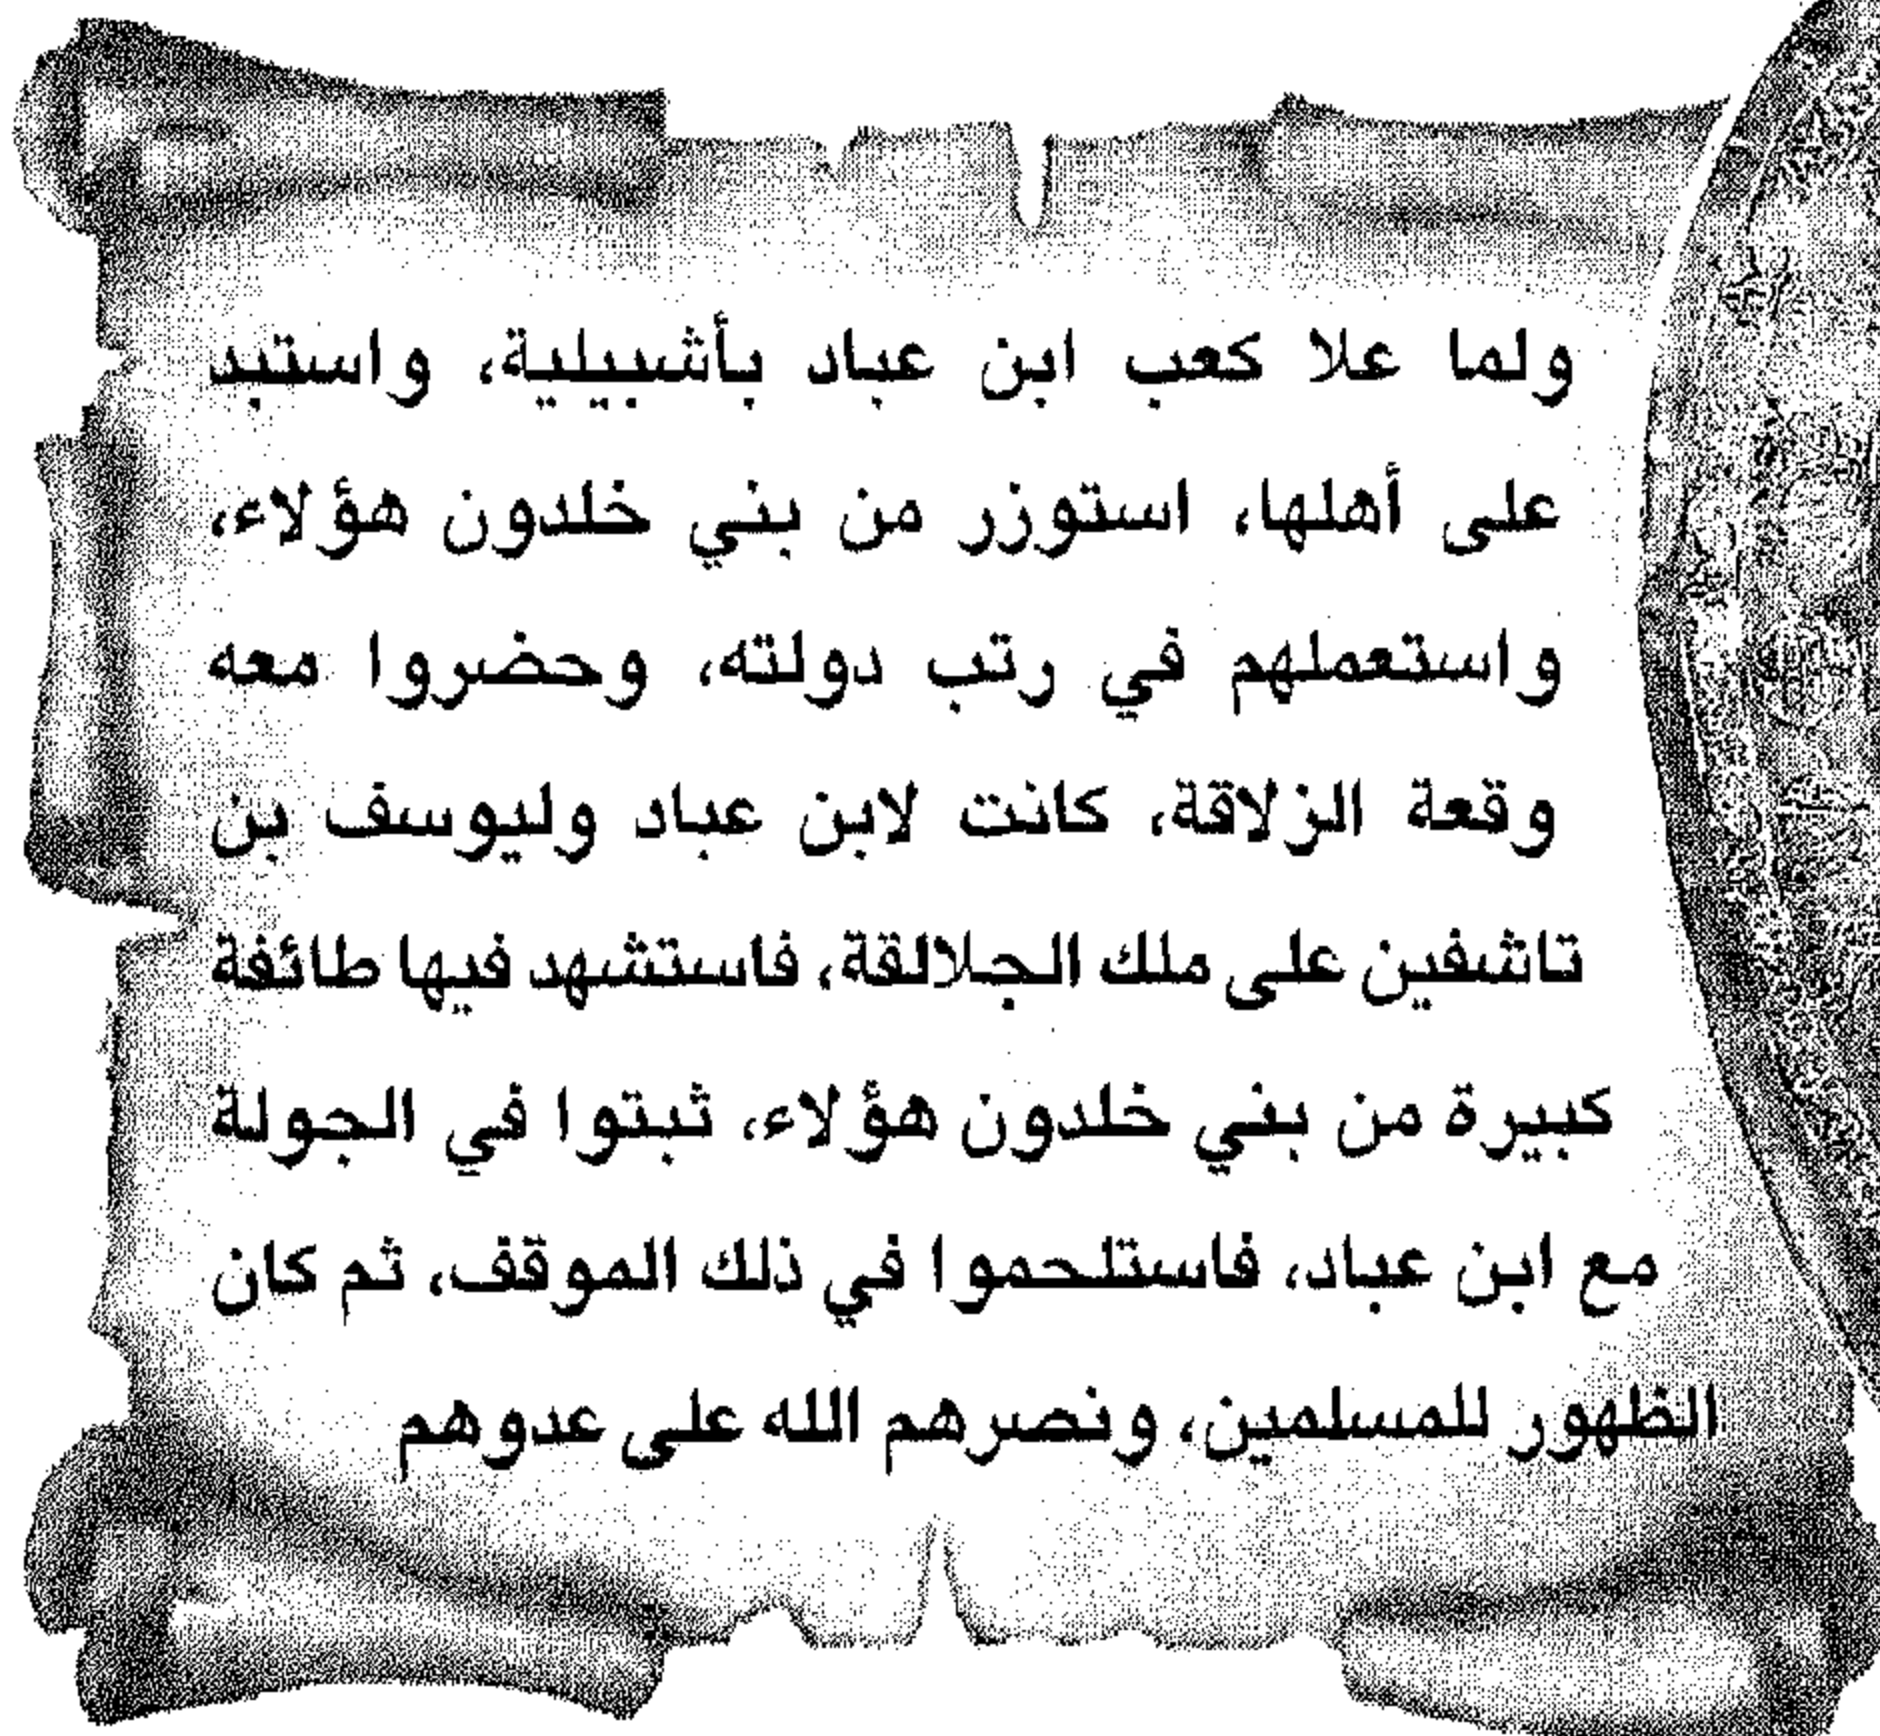 ولما علا كعب ابن عباد بأشبيلية، واستبد
على أهلها، استوزر من بني خلدون هؤلاء،
واستعملهم في رتب دولته، وحضروا معه
وقعة الزلاقة، كانت لابن عباد وليوسف بن
تاشفين على ملك الجلالقة، فاستشهد فيها طائفة
كبيرة من بني خلدون هؤلاء، ثبتوا في الجولة
مع ابن عباد، فاستلحموا في ذلك الموقف، ثم كان
الظهور للمسلمين، ونصرهم الله على عدوهم